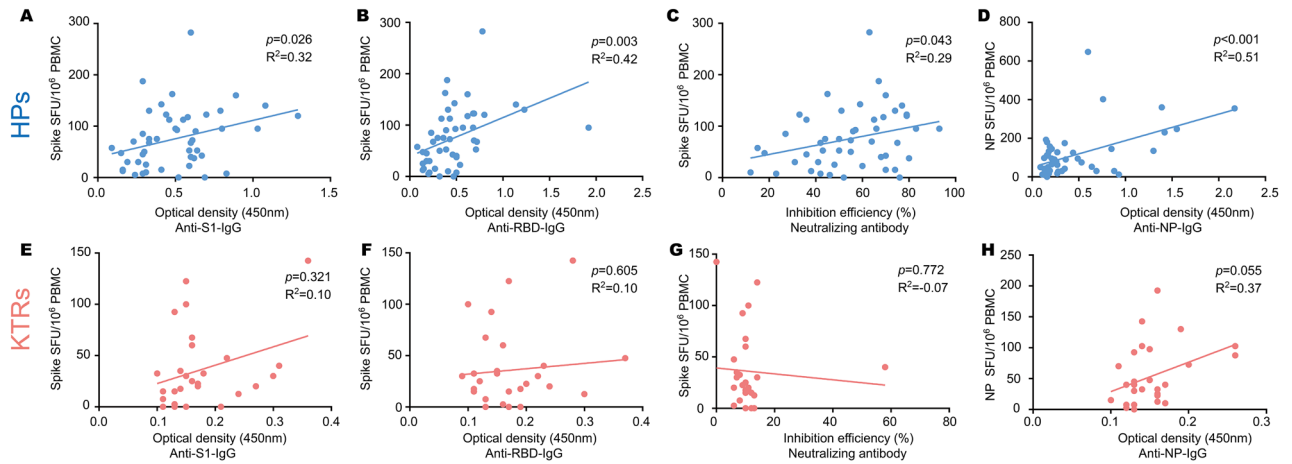 A
HPs
Spike SFU/10⁶ PBMC
300
200
100
0
p=0.026
R²=0.32
0.0 0.5 1.0 1.5
Optical density (450nm)
Anti-S1-IgG
B
Spike SFU/10⁶ PBMC
300
200
100
0
p=0.003
R²=0.42
0.0 0.5 1.0 1.5 2.0 2.5
Optical density (450nm)
Anti-RBD-IgG
C
Spike SFU/10⁶ PBMC
300
200
100
0
p=0.043
R²=0.29
0 20 40 60 80 100
Inhibition efficiency (%)
Neutralizing antibody
D
NP SFU/10⁶ PBMC
800
600
400
200
0
p<0.001
R²=0.51
0.0 0.5 1.0 1.5 2.0 2.5
Optical density (450nm)
Anti-NP-IgG
E
KTRs
Spike SFU/10⁶ PBMC
150
100
50
0
p=0.321
R²=0.10
0.0 0.1 0.2 0.3 0.4
Optical density (450nm)
Anti-S1-IgG
F
Spike SFU/10⁶ PBMC
150
100
50
0
p=0.605
R²=0.10
0.0 0.1 0.2 0.3 0.4
Optical density (450nm)
Anti-RBD-IgG
G
Spike SFU/10⁶ PBMC
150
100
50
0
p=0.772
R²=-0.07
0 20 40 60 80
Inhibition efficiency (%)
Neutralizing antibody
H
NP SFU/10⁶ PBMC
250
200
150
100
50
0
p=0.055
R²=0.37
0.0 0.1 0.2 0.3
Optical density (450nm)
Anti-NP-IgG